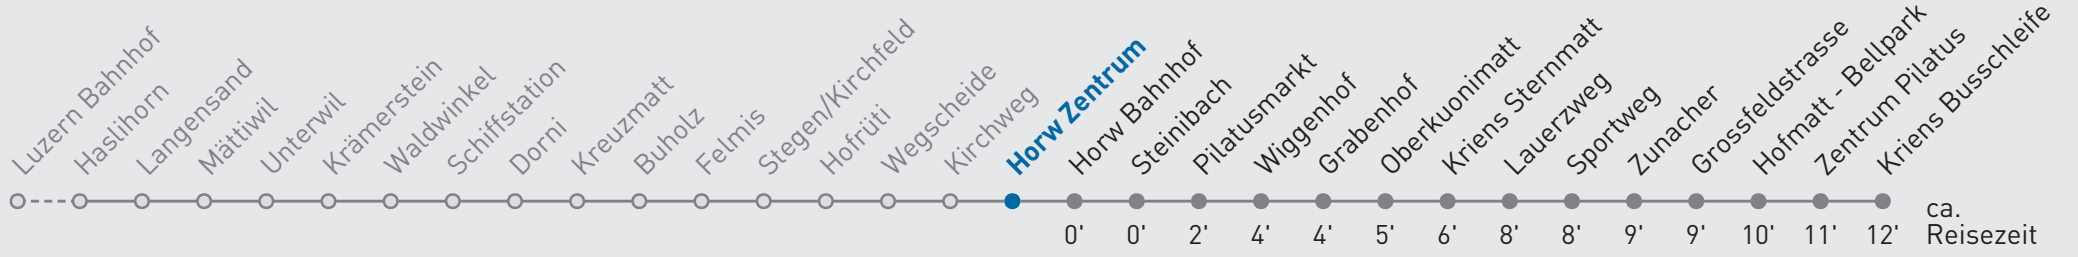 Luzern Bahnhof
Haslihorn
Langensand
Mättiwil
Unterwil
Krämerstein
Waldwinkel
Schiffstation
Dorni
Kreuzmatt
Buholz
Felmis
Stegen/Kirchfeld
Hofrüti
Wegscheide
Kirchweg
Horw Zentrum
Horw Bahnhof
Steinibach
Pilatusmarkt
Wiggenhof
Grabenhof
Oberkuonimatt
Kriens Sternmatt
Lauerzweg
Sportweg
Zunacher
Grossfeldstrasse
Hofmatt - Bellpark
Zentrum Pilatus
Kriens Busschleife
0' 0' 2' 4' 4' 5' 6' 8' 8' 9' 9' 10' 11' 12'
ca.
Reisezeit